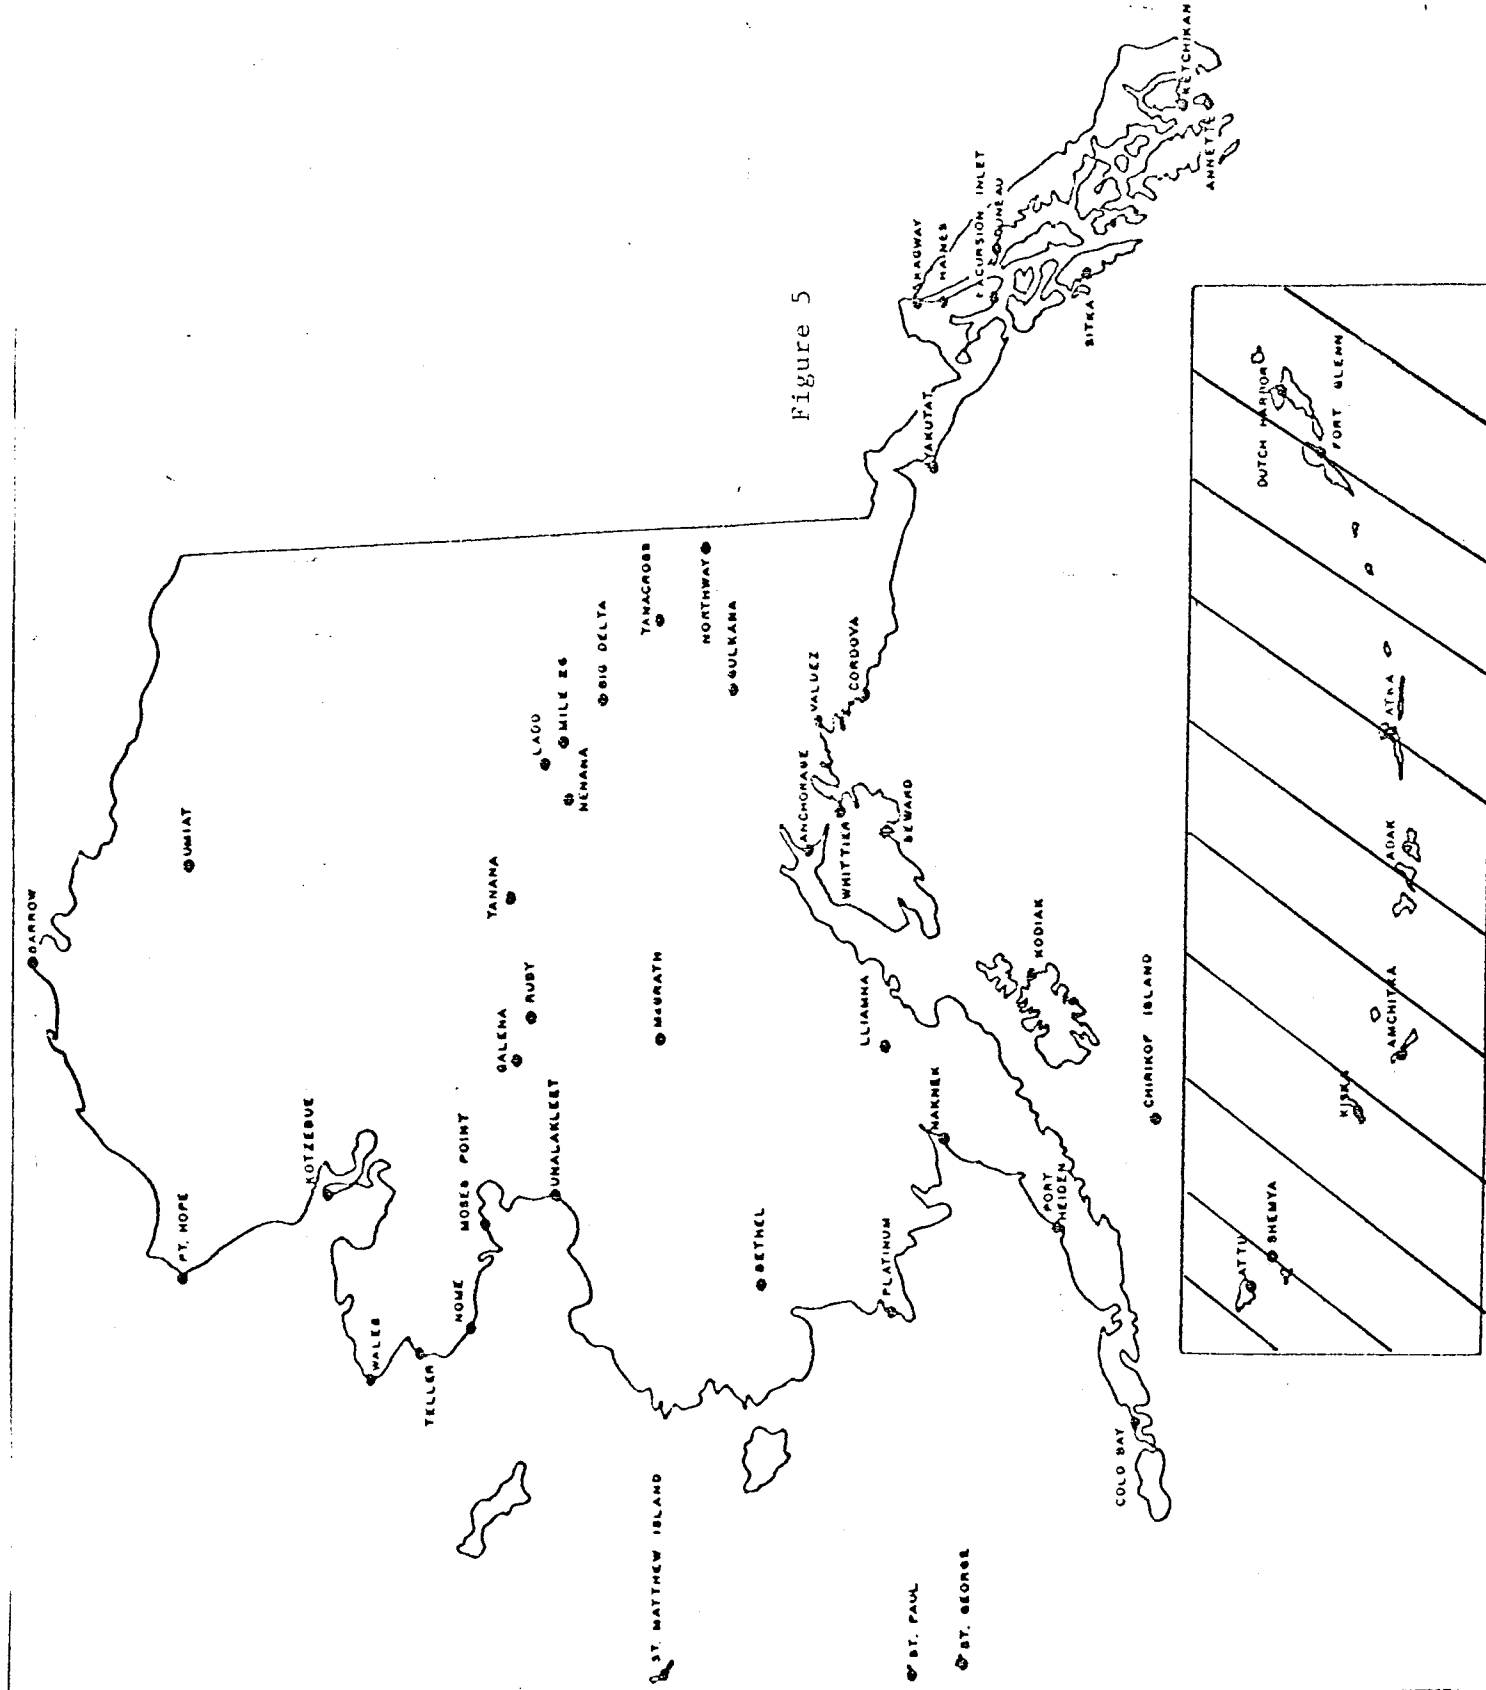 BARROW
UMIAT
PT. HOPE
KOTZEBUE
WALES
TELLER
NOME
MOSES POINT
UNALAKLEET
GALENA
RUBY
TANANA
NENANA
LADD
MILE 26
BIG DELTA
TANACROSS
NORTHWAY
GULKANA
MCGRATH
BETHEL
PLATINUM
LLIAMNA
NAKNEK
PORT
HEIDEN
COLD BAY
ST. MATTHEW ISLAND
ST. PAUL
ST. GEORGE
ANCHORAGE
WHITTIER
SEWARD
VALDEZ
CORDOVA
KODIAK
CHIRIKOF ISLAND
YAKUTAT
Figure 5
SKAGWAY
HAINES
EXCURSION INLET
JUNEAU
SITKA
ANNETTE
KETCHIKAN
ATTU
SHEMYA
KISKA
AMCHITKA
ADAK
ATKA
DUTCH HARBOR
FORT GLENN